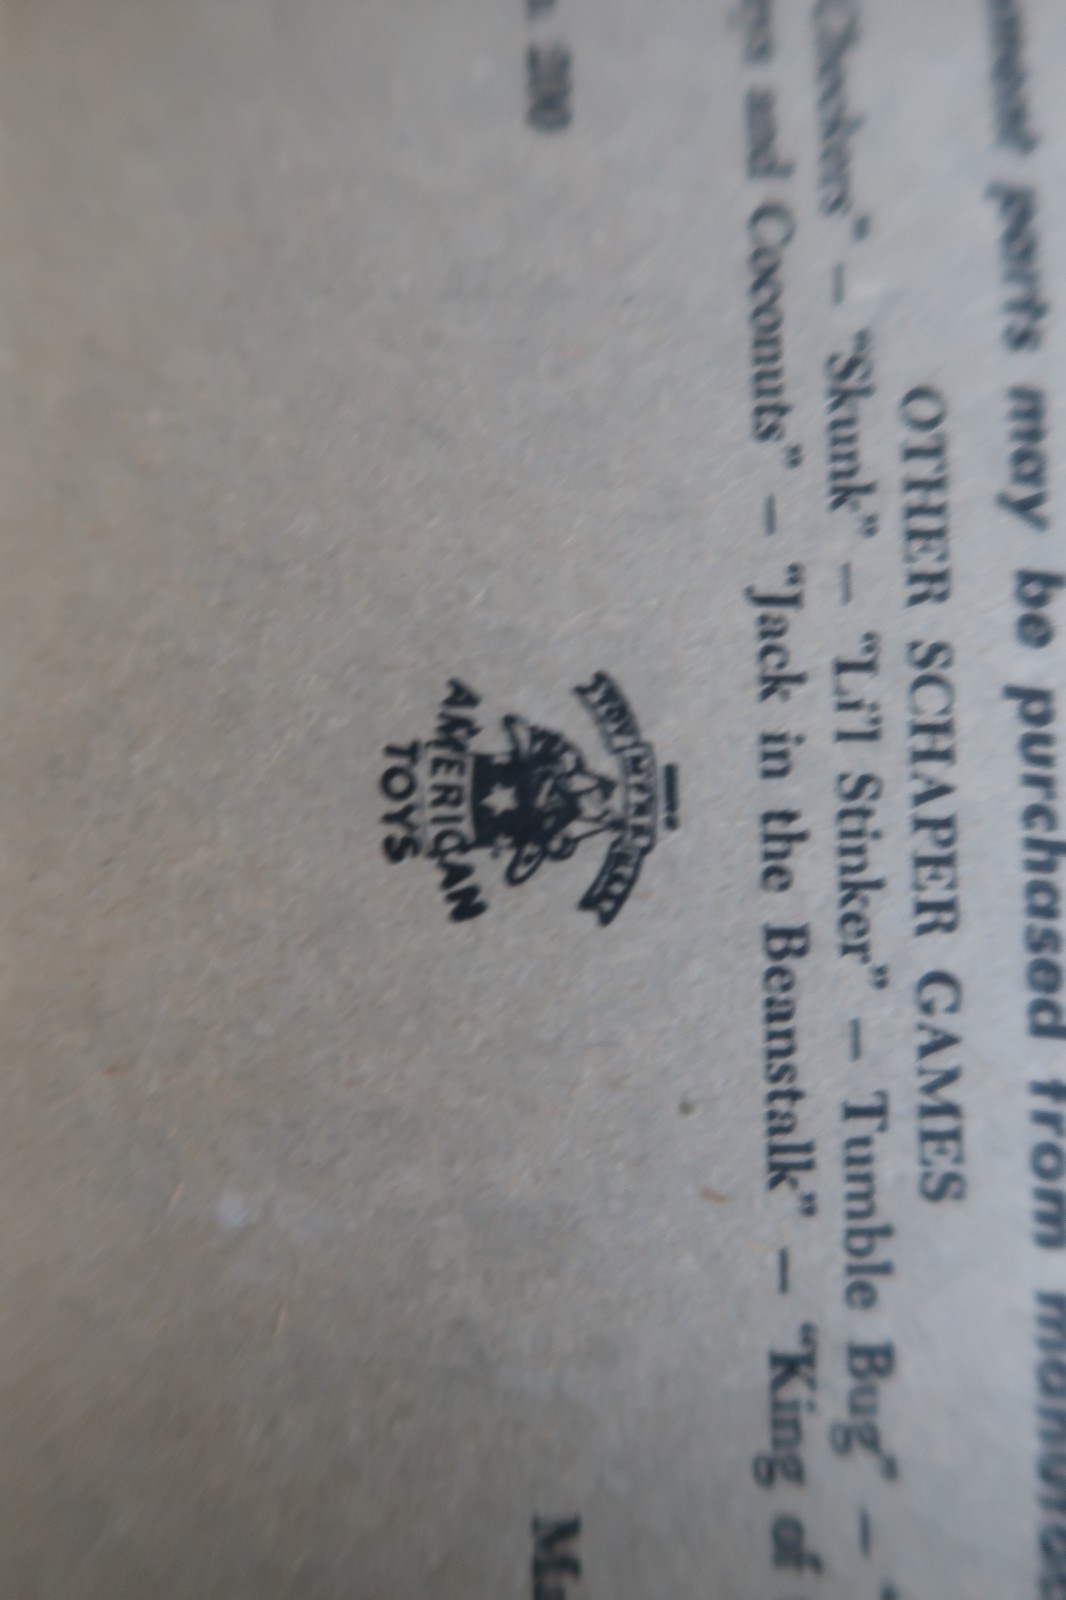 parts may be purchased from
OTHER SCHAPER GAMES
Checkers" – "Skunk" – "Li'l Stinker" – Tumble Bug" –
and Coconuts" – "Jack in the Beanstalk" – "King of
AMERICAN
TOYS